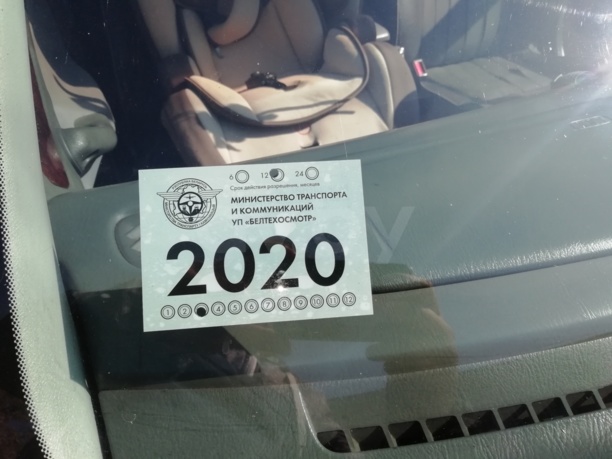 6 12 24
Срок действия разрешения, месяцев
МИНИСТЕРСТВО ТРАНСПОРТА
И КОММУНИКАЦИЙ
УП «БЕЛТЕХОСМОТР»
2020
1 2 4 5 6 7 8 9 10 11 12